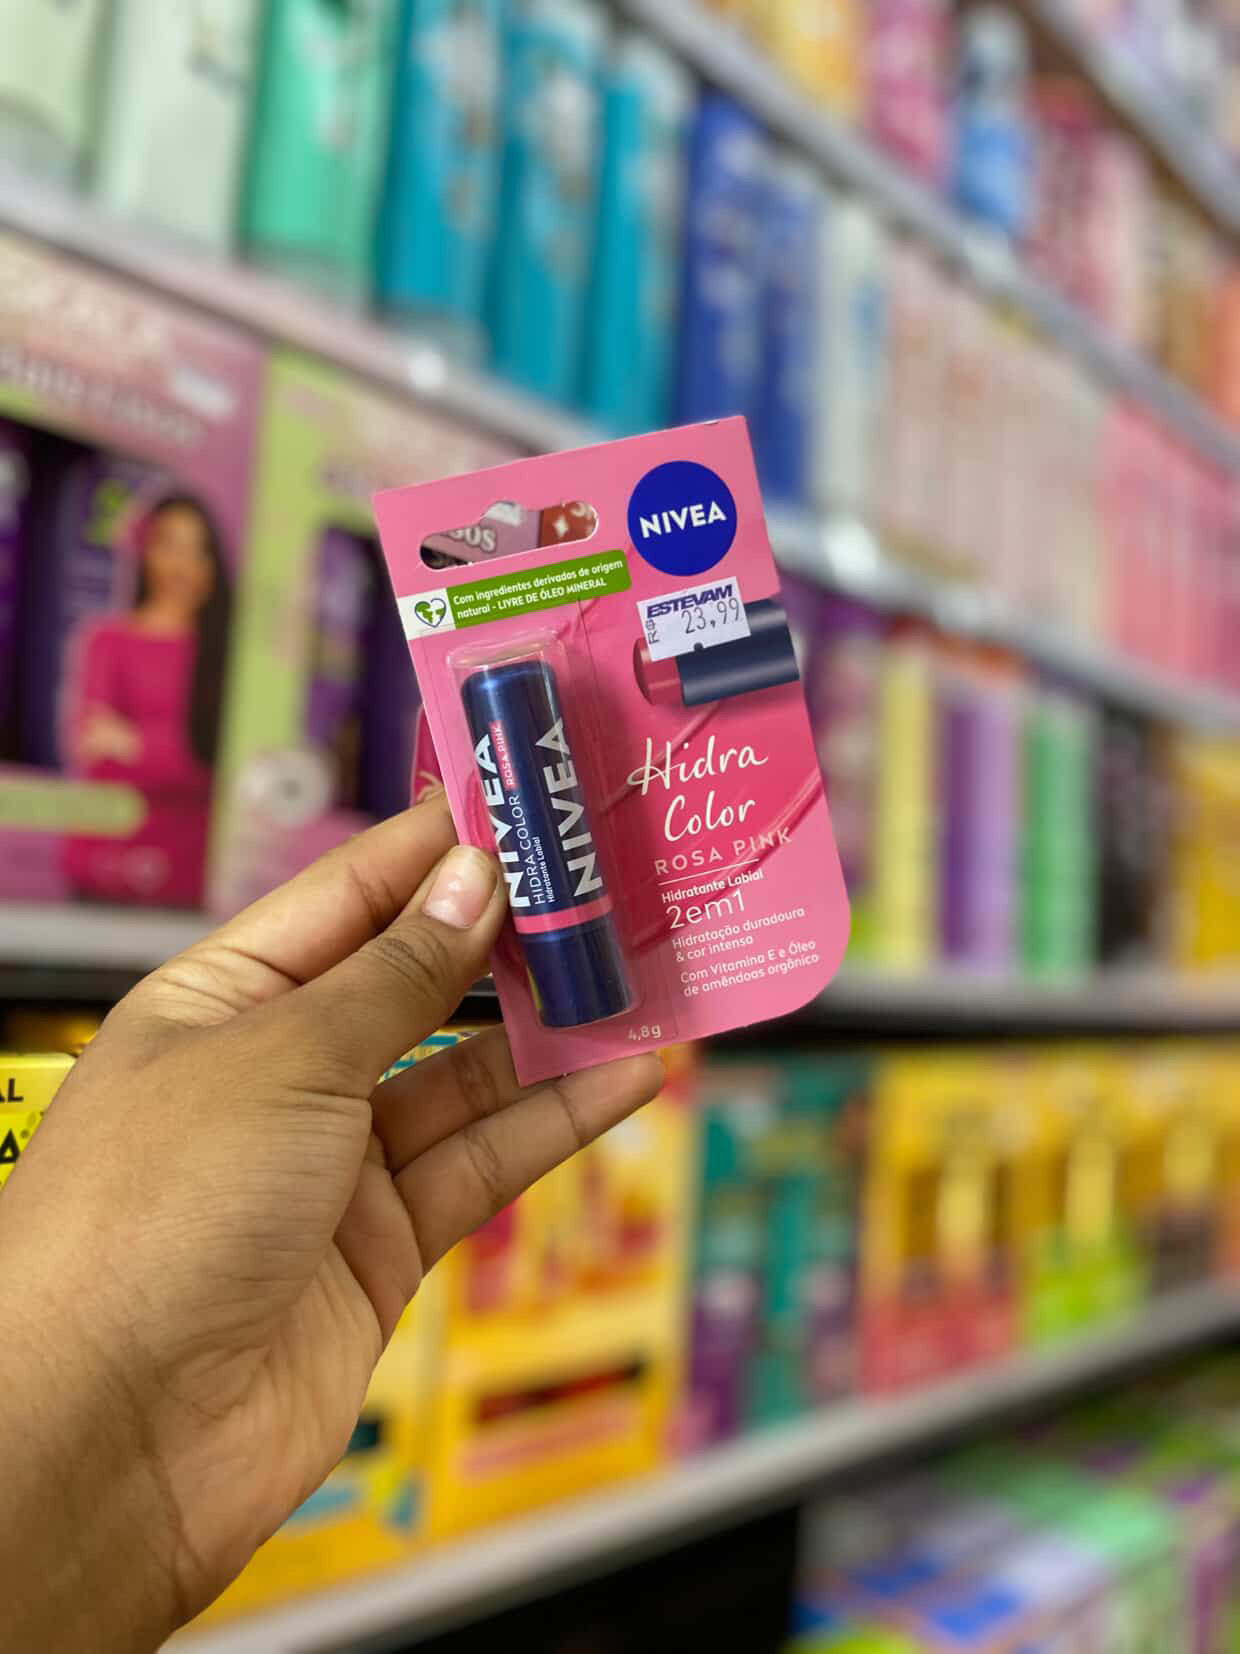 NIVEA
Com ingredientes derivados de origem
natural - LIVRE DE ÓLEO MINERAL
ESTEVAM
R$ 23,99
Hidra
Color
ROSA PINK
Hidratante Labial
2em1
Hidratação duradoura
& cor intensa
Com Vitamina E e Óleo
de amêndoas orgânico
4,8g
NIVEA
ROSA PINK
HIDRA COLOR
Hidratante Labial
NIVEA